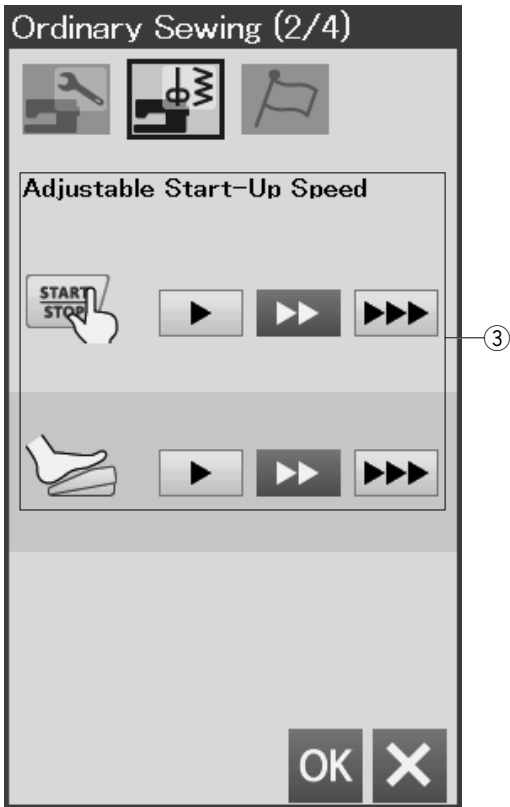 Ordinary Sewing (2/4)
Adjustable Start-Up Speed
START
STOP
③
OK